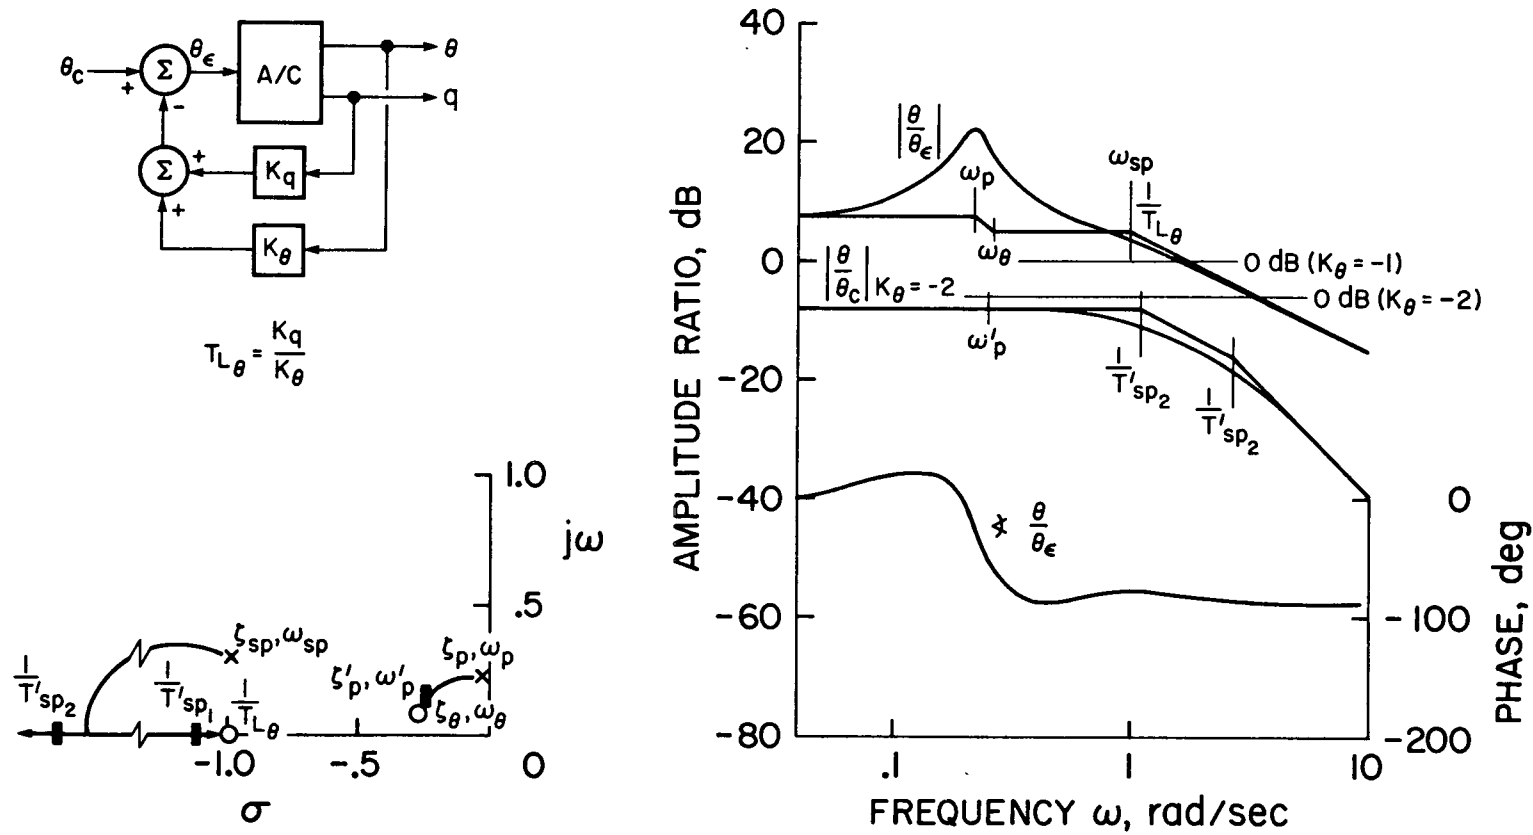 θc + Σ θϵ A/C θ
q
-
Σ + Kq
+
Kθ
TLθ = Kq/Kθ
1.0
jω
.5
ζsp, ωsp
ζp, ωp
1/T'sp2
1/T'sp1
1/TLθ
ζ'p, ω'p
ζθ, ωθ
-1.0 -.5 0
σ
AMPLITUDE RATIO, dB
40
20
0
-20
-40
-60
-80
|θ/θϵ|
ωp
ωsp
1/TLθ
ωθ
0 dB (Kθ = -1)
|θ/θc| Kθ = -2
0 dB (Kθ = -2)
ω'p
1/T'sp2
1/T'sp2
∢ θ/θϵ
0
-100
-200
PHASE, deg
.1 1 10
FREQUENCY ω, rad/sec